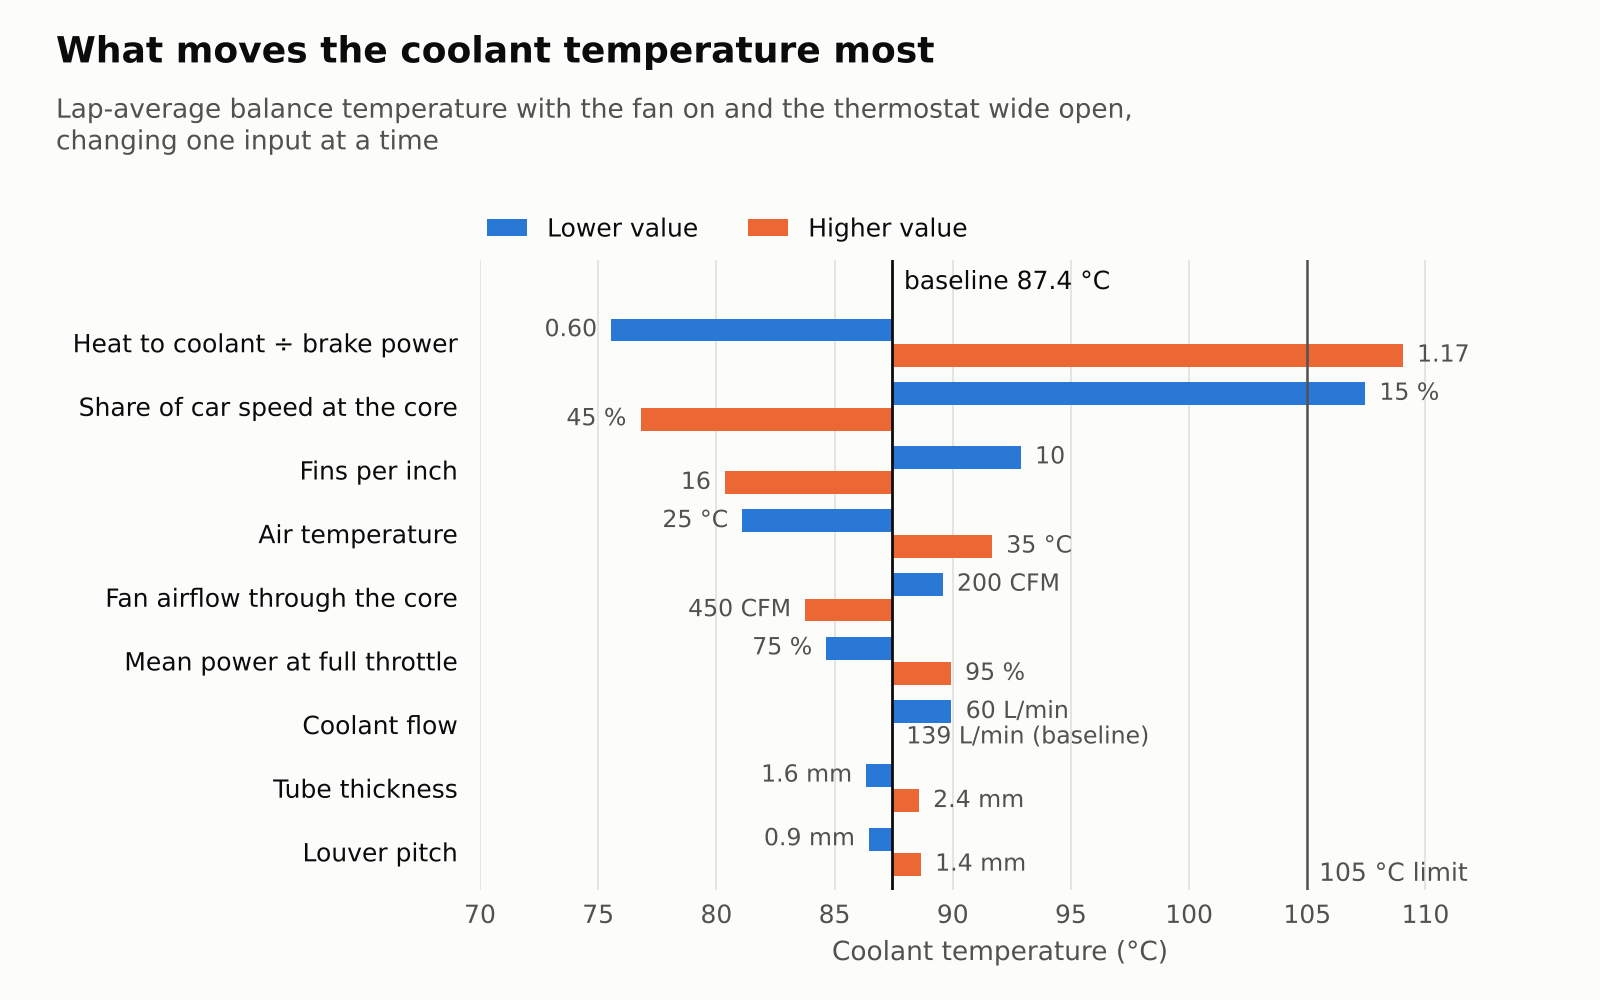 What moves the coolant temperature most
Lap-average balance temperature with the fan on and the thermostat wide open,
changing one input at a time
Lower value
Higher value
baseline 87.4 °C
Heat to coolant ÷ brake power
0.60
1.17
Share of car speed at the core
15 %
45 %
Fins per inch
10
16
Air temperature
25 °C
35 °C
Fan airflow through the core
200 CFM
450 CFM
Mean power at full throttle
75 %
95 %
Coolant flow
60 L/min
139 L/min (baseline)
Tube thickness
1.6 mm
2.4 mm
Louver pitch
0.9 mm
1.4 mm
105 °C limit
70 75 80 85 90 95 100 105 110
Coolant temperature (°C)